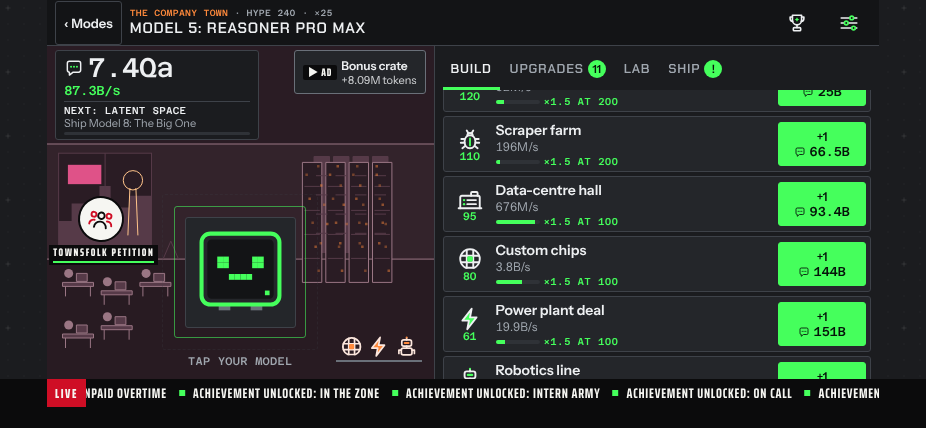 ‹ Modes
THE COMPANY TOWN · HYPE 240 · ×25
MODEL 5: REASONER PRO MAX
7.40a
87.3B/s
NEXT: LATENT SPACE
Ship Model 8: The Big One
AD
Bonus crate
+8.09M tokens
TOWNSFOLK PETITION
TAP YOUR MODEL
BUILD
UPGRADES 11
LAB
SHIP !
120
×1.5 AT 200
25B
Scraper farm
196M/s
110
×1.5 AT 200
+1
66.5B
Data-centre hall
676M/s
95
×1.5 AT 100
+1
93.4B
Custom chips
3.8B/s
80
×1.5 AT 100
+1
144B
Power plant deal
19.9B/s
61
×1.5 AT 100
+1
151B
Robotics line
+1
LIVE
NPAID OVERTIME ■ ACHIEVEMENT UNLOCKED: IN THE ZONE ■ ACHIEVEMENT UNLOCKED: INTERN ARMY ■ ACHIEVEMENT UNLOCKED: ON CALL ■ ACHIEVEMEN